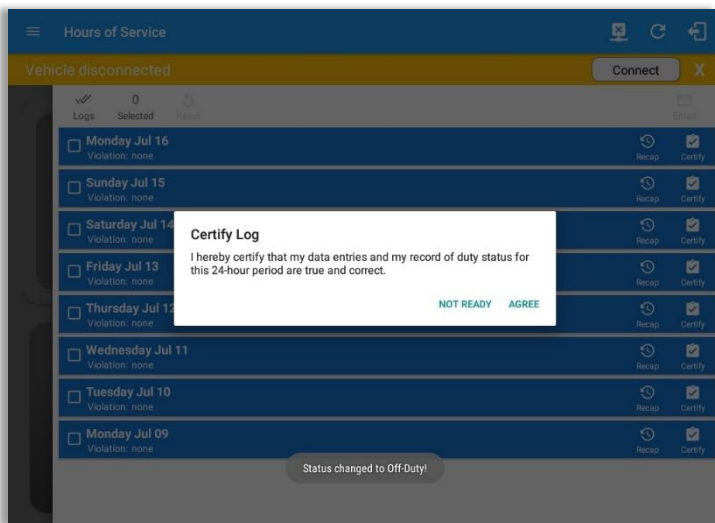 Hours of Service
Vehicle disconnected
Connect X
Logs
0
Selected
Reset
Email
Monday Jul 16
Violation: none
Recap
Certify
Sunday Jul 15
Violation: none
Recap
Certify
Saturday Jul 14
Violation: none
Recap
Certify
Friday Jul 13
Violation: none
Recap
Certify
Thursday Jul 12
Violation: none
Recap
Certify
Wednesday Jul 11
Violation: none
Recap
Certify
Tuesday Jul 10
Violation: none
Recap
Certify
Monday Jul 09
Violation: none
Recap
Certify
Certify Log
I hereby certify that my data entries and my record of duty status for
this 24-hour period are true and correct.
NOT READY AGREE
Status changed to Off-Duty!